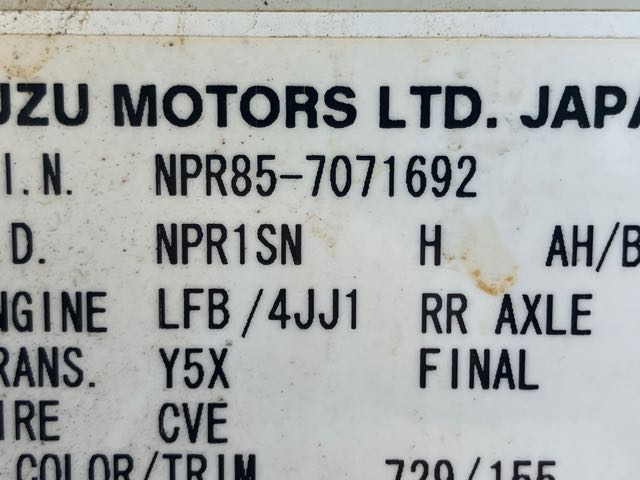 UZU MOTORS LTD. JAPA
I.N. NPR85-7071692
D. NPR1SN H AH/B
NGINE LFB/4JJ1 RR AXLE
RANS. Y5X FINAL
IRE CVE
COLOR/TRIM 729/155